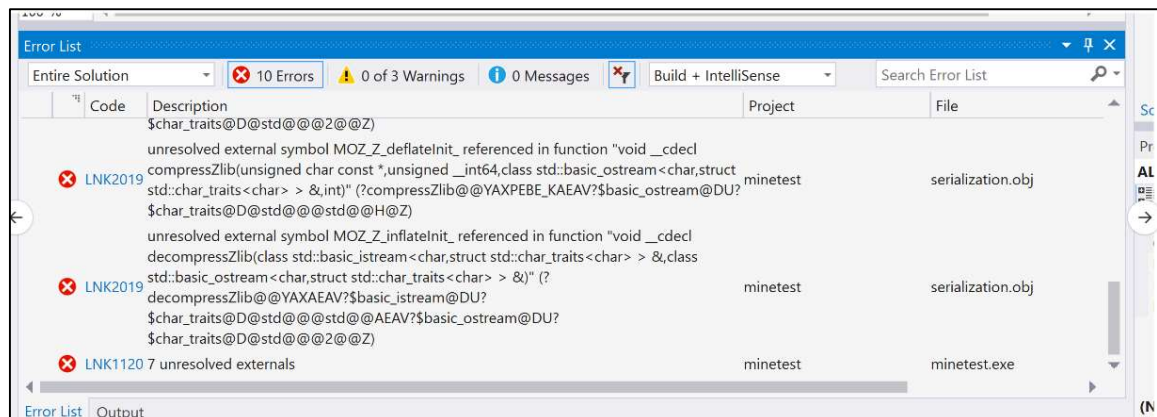 Error List
Entire Solution 10 Errors 0 of 3 Warnings 0 Messages Build + IntelliSense Search Error List
Code Description Project File
$char_traits@D@std@@@2@@Z)
unresolved external symbol MOZ_Z_deflateInit_ referenced in function "void __cdecl
compressZlib(unsigned char const *,unsigned __int64,class std::basic_ostream<char,struct
LNK2019 std::char_traits<char> > &,int)" (?compressZlib@@YAXPEBE_KAEAV?$basic_ostream@DU? minetest serialization.obj
$char_traits@D@std@@@std@@H@Z)
unresolved external symbol MOZ_Z_inflateInit_ referenced in function "void __cdecl
decompressZlib(class std::basic_istream<char,struct std::char_traits<char> > &,class
LNK2019 std::basic_ostream<char,struct std::char_traits<char> > &)" (? minetest serialization.obj
decompressZlib@@YAXAEAV?$basic_istream@DU?
$char_traits@D@std@@@std@@AEAV?$basic_ostream@DU?
$char_traits@D@std@@@2@@Z)
LNK1120 7 unresolved externals minetest minetest.exe
Error List Output
Sc
Pr
AL
(N